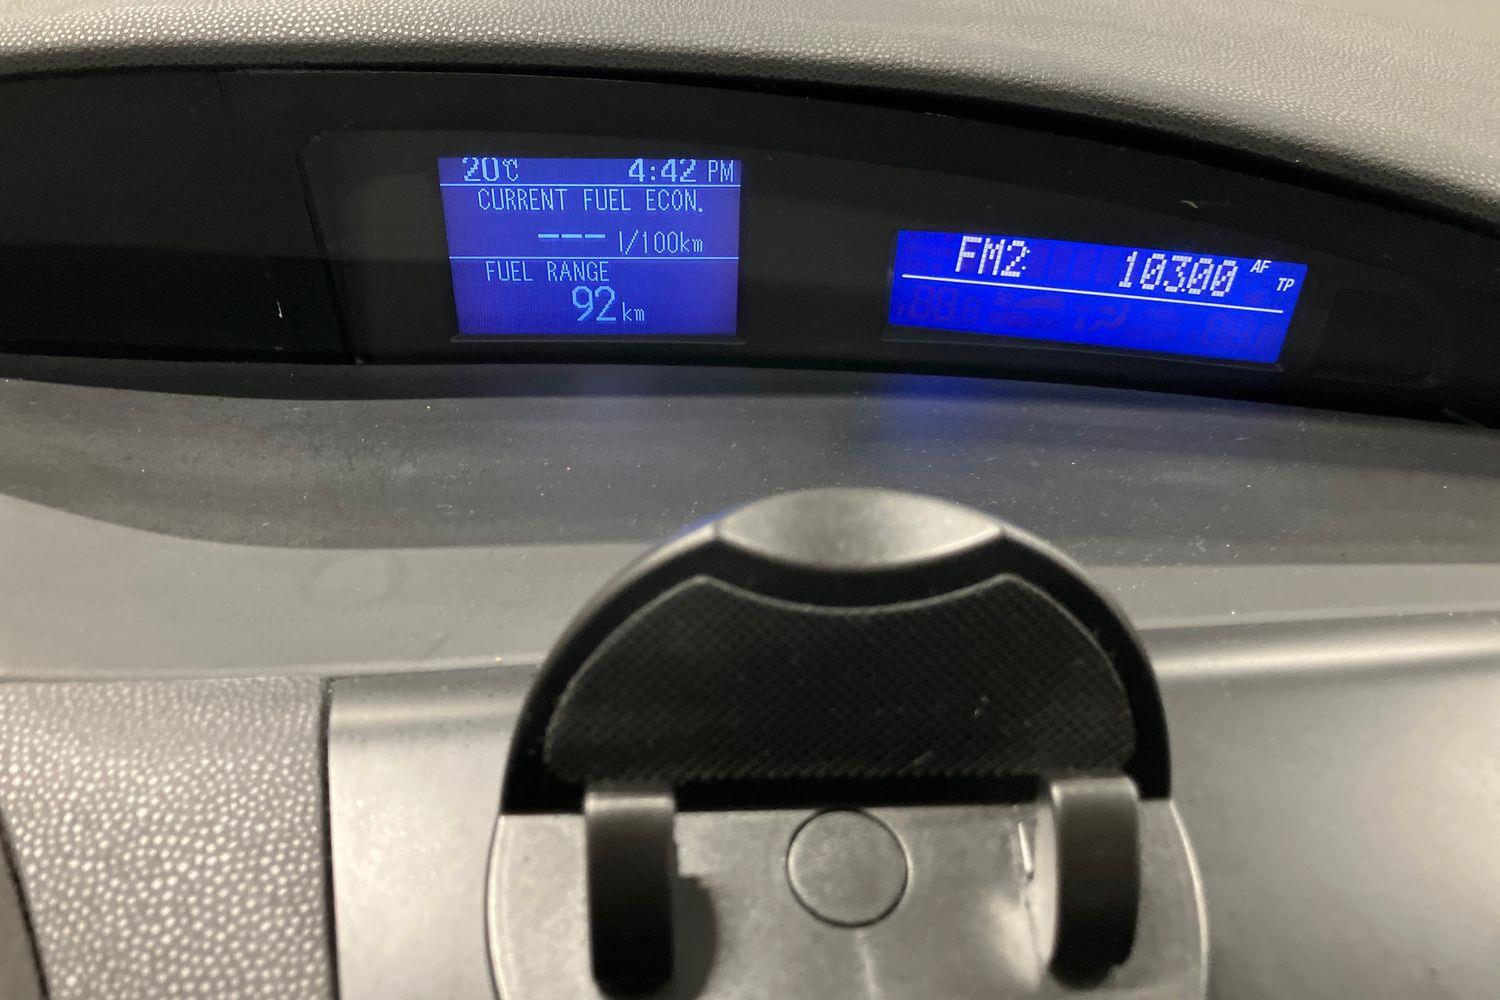 20℃ 4:42 PM
CURRENT FUEL ECON.
--- l/100km
FUEL RANGE
92 km
FM2 103.00 AF TP